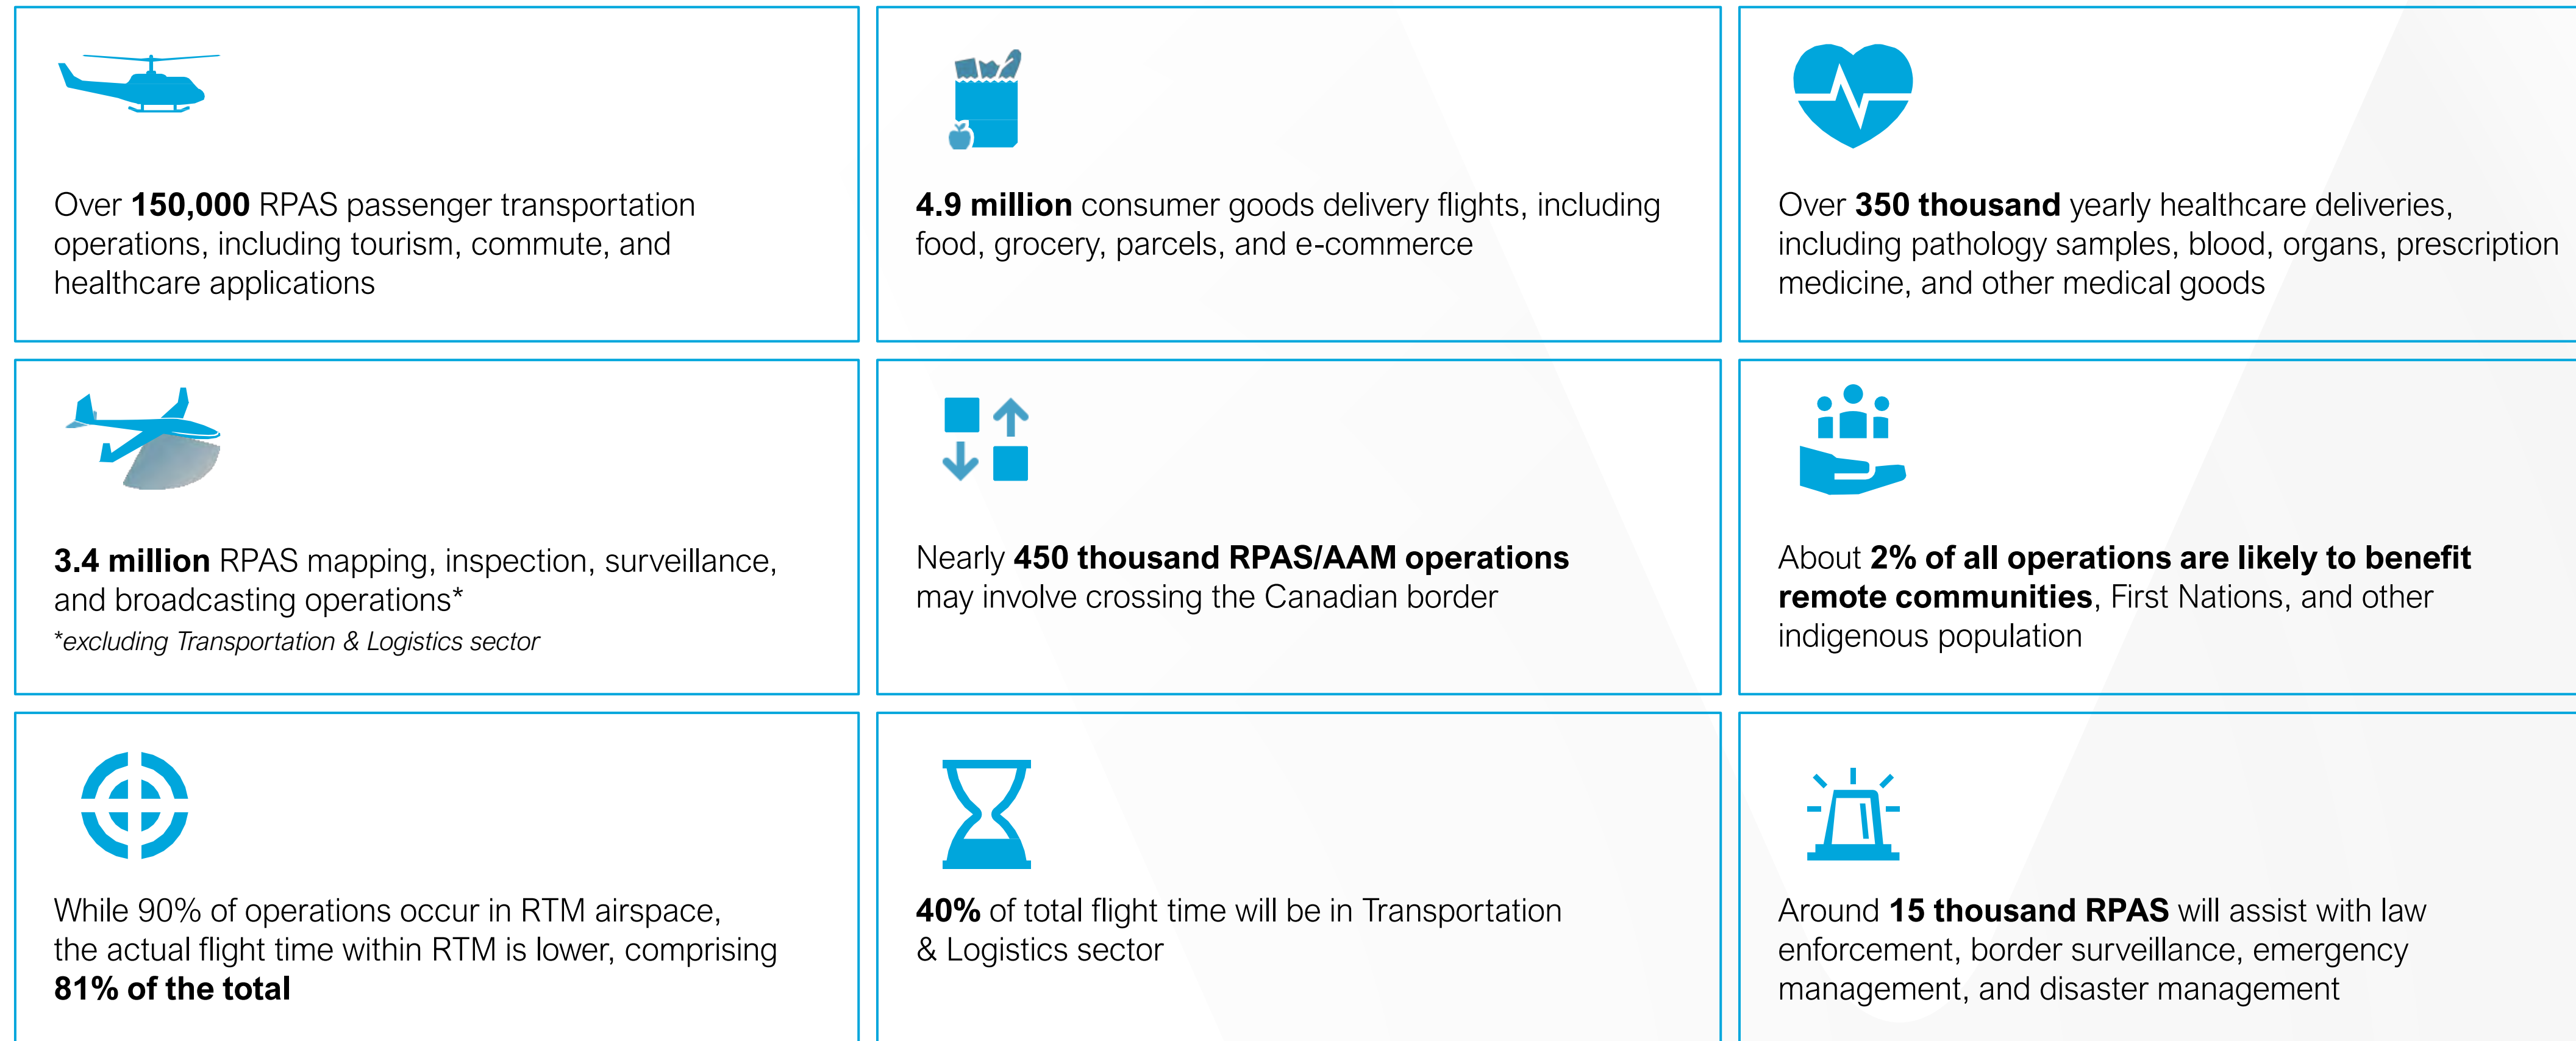 Over 150,000 RPAS passenger transportation
operations, including tourism, commute, and
healthcare applications
4.9 million consumer goods delivery flights, including
food, grocery, parcels, and e-commerce
Over 350 thousand yearly healthcare deliveries,
including pathology samples, blood, organs, prescription
medicine, and other medical goods
3.4 million RPAS mapping, inspection, surveillance,
and broadcasting operations*
*excluding Transportation & Logistics sector
Nearly 450 thousand RPAS/AAM operations
may involve crossing the Canadian border
About 2% of all operations are likely to benefit
remote communities, First Nations, and other
indigenous population
While 90% of operations occur in RTM airspace,
the actual flight time within RTM is lower, comprising
81% of the total
40% of total flight time will be in Transportation
& Logistics sector
Around 15 thousand RPAS will assist with law
enforcement, border surveillance, emergency
management, and disaster management